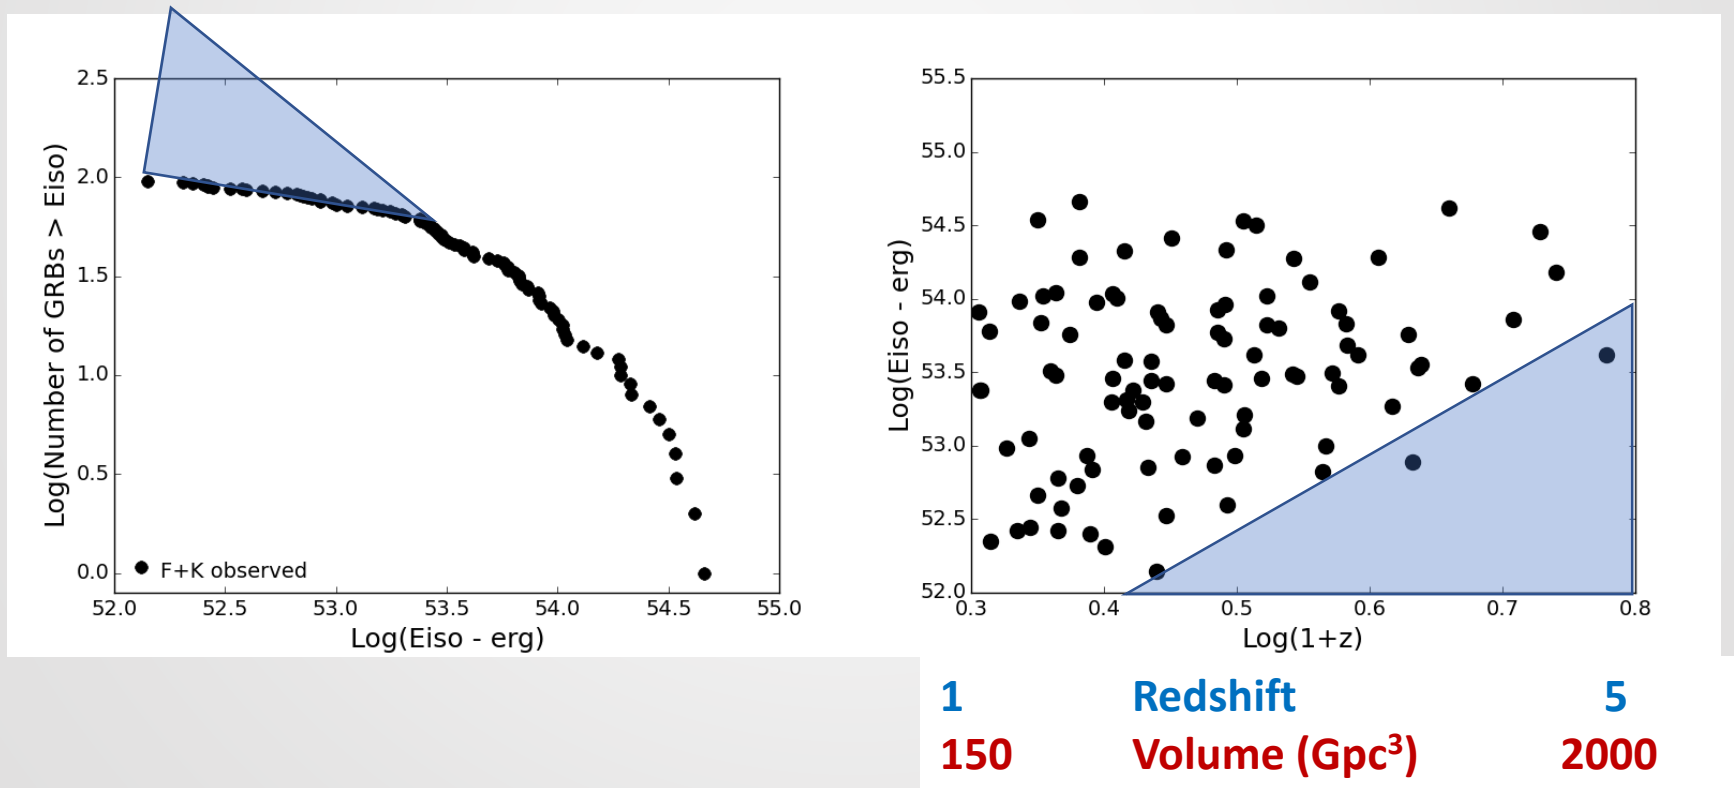 2.5
2.0
1.5
1.0
0.5
0.0
Log(Number of GRBs > Eiso)
F+K observed
52.0 52.5 53.0 53.5 54.0 54.5 55.0
Log(Eiso - erg)
55.5
55.0
54.5
54.0
53.5
53.0
52.5
52.0
Log(Eiso - erg)
0.3 0.4 0.5 0.6 0.7 0.8
Log(1+z)
1 Redshift 5
150 Volume (Gpc³) 2000